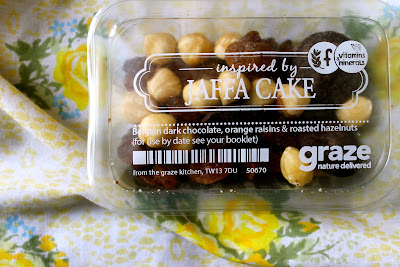 inspired by
JAFFA CAKE
f
vitamins
minerals
Belgian dark chocolate, orange raisins & roasted hazelnuts
(for use by date see your booklet)
graze
nature delivered
from the graze kitchen, TW13 7DU 50670